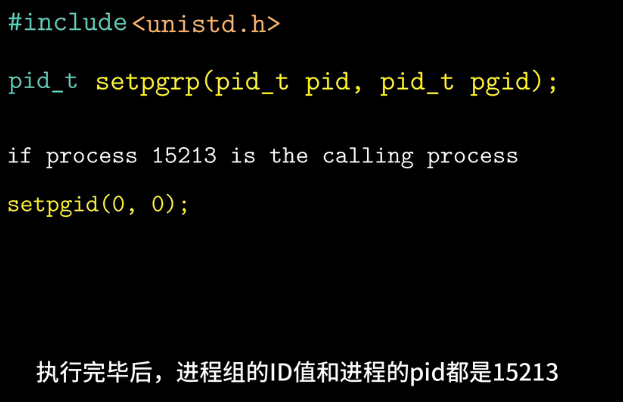 #include <unistd.h>
pid_t setpgrp(pid_t pid, pid_t pgid);
if process 15213 is the calling process
setpgid(0, 0);
执行完毕后，进程组的ID值和进程的pid都是15213